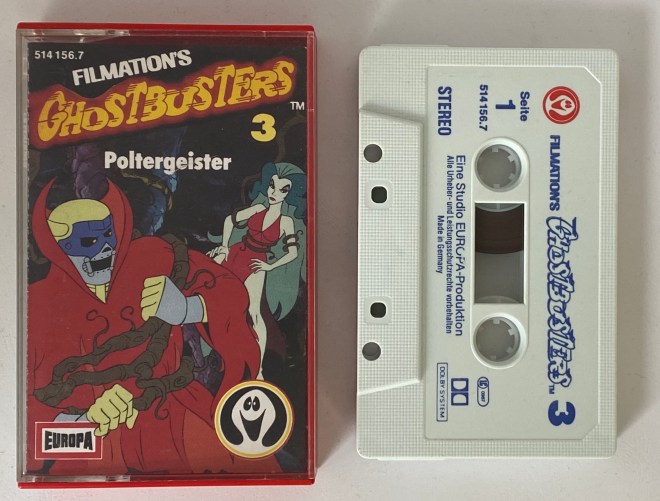 514 156.7
FILMATION'S
GHOSTBUSTERS
TM
3
Poltergeister
EUROPA
FILMATION'S
GHOSTBUSTERS
TM
3
Seite
1
514 156.7
STEREO
Eine Studio EUROPA-Produktion
Alle Urheber- und Leistungsschutzrechte vorbehalten
Made in Germany
DOLBY SYSTEM